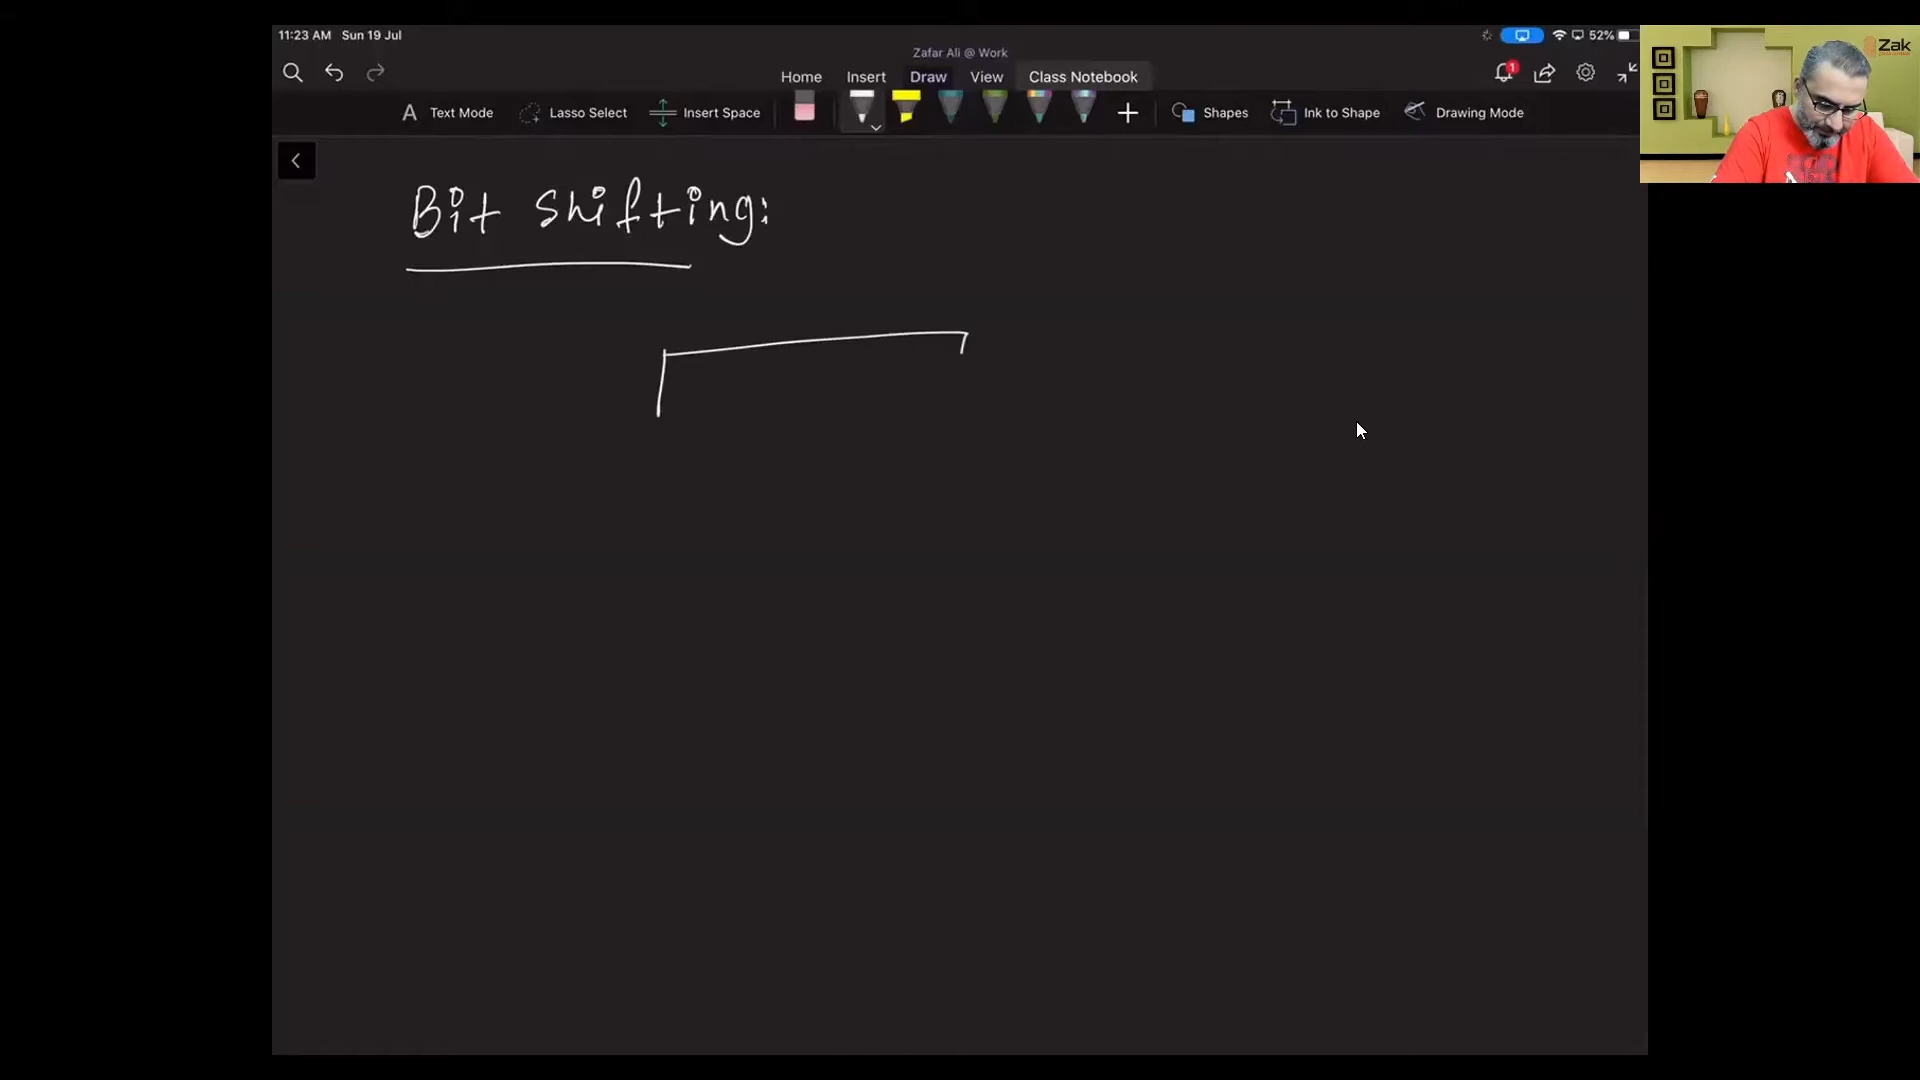 11:23 AM Sun 19 Jul
52%
Zafar Ali @ Work
Home Insert Draw View Class Notebook
1
A Text Mode Lasso Select Insert Space Shapes Ink to Shape Drawing Mode
Zak
Bit Shifting: